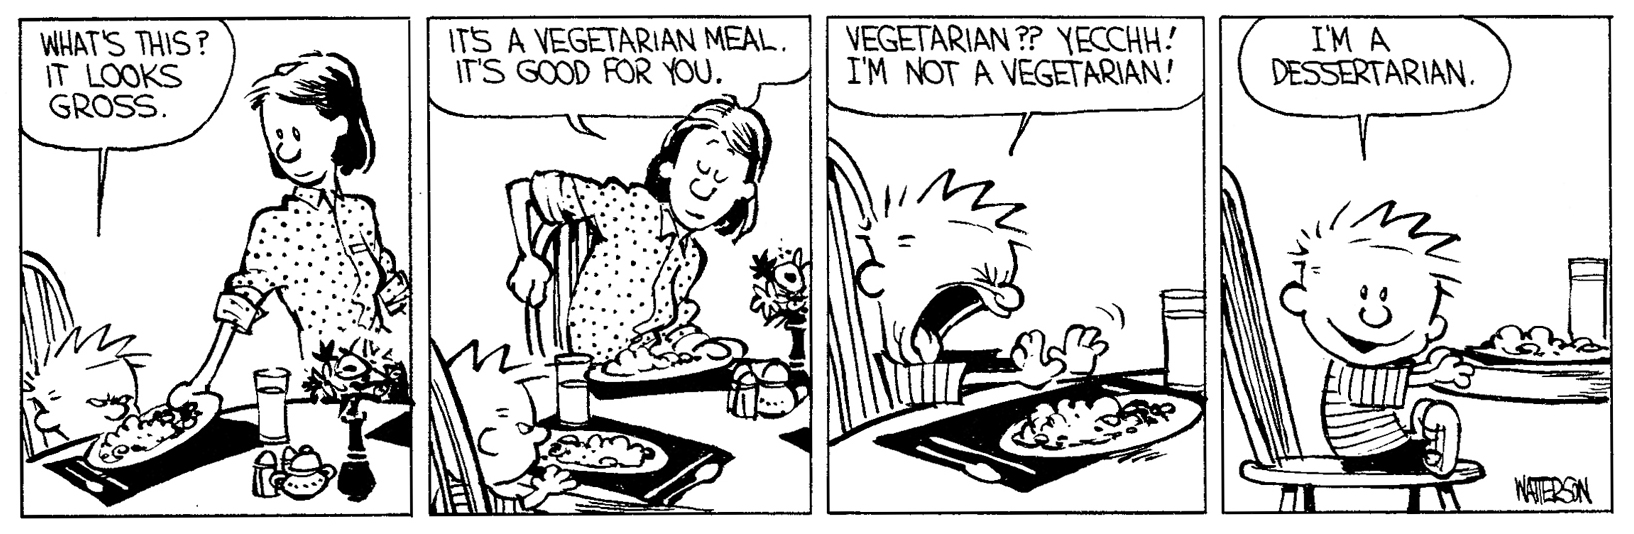 WHAT'S THIS?
IT LOOKS
GROSS.
IT'S A VEGETARIAN MEAL.
IT'S GOOD FOR YOU.
VEGETARIAN?? YECCHH!
I'M NOT A VEGETARIAN!
I'M A
DESSERTARIAN.
WATTERSON